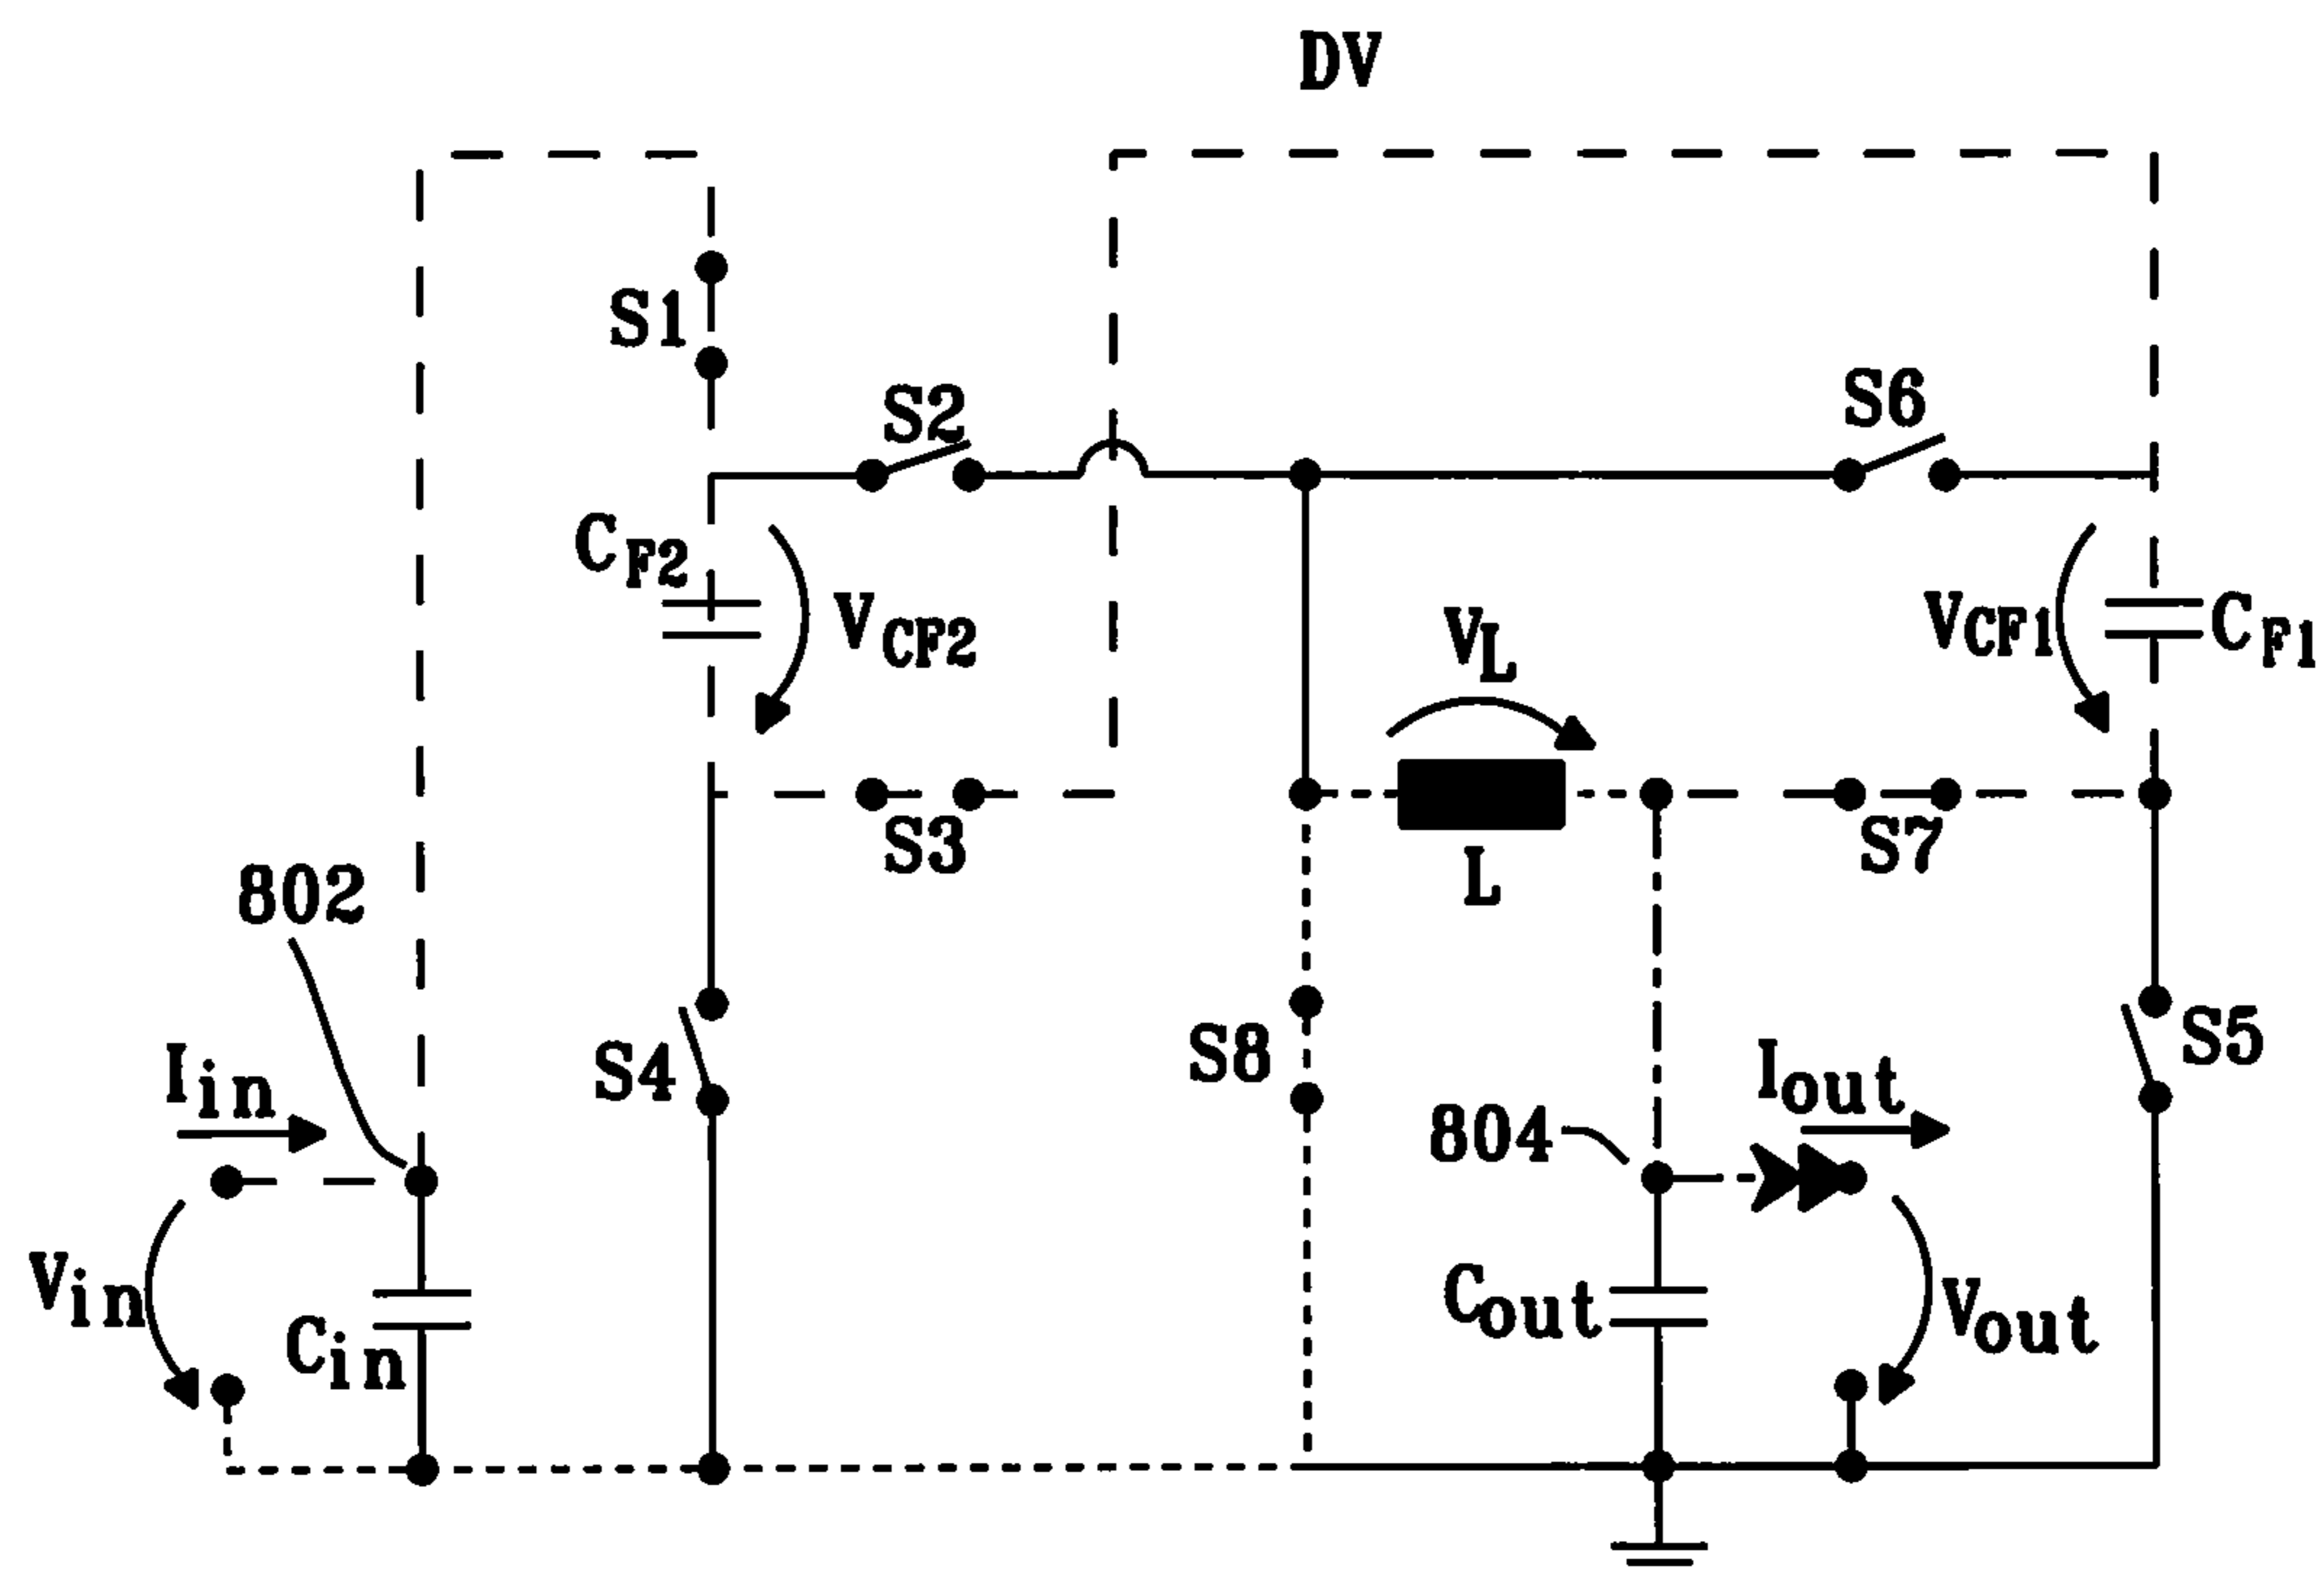 DV
S1
S2
S6
CF2
VCF2
VL
VCF1
CF1
S3
L
S7
802
S4
S8
S5
Iin
Iout
804
Vin
Cin
Cout
Vout